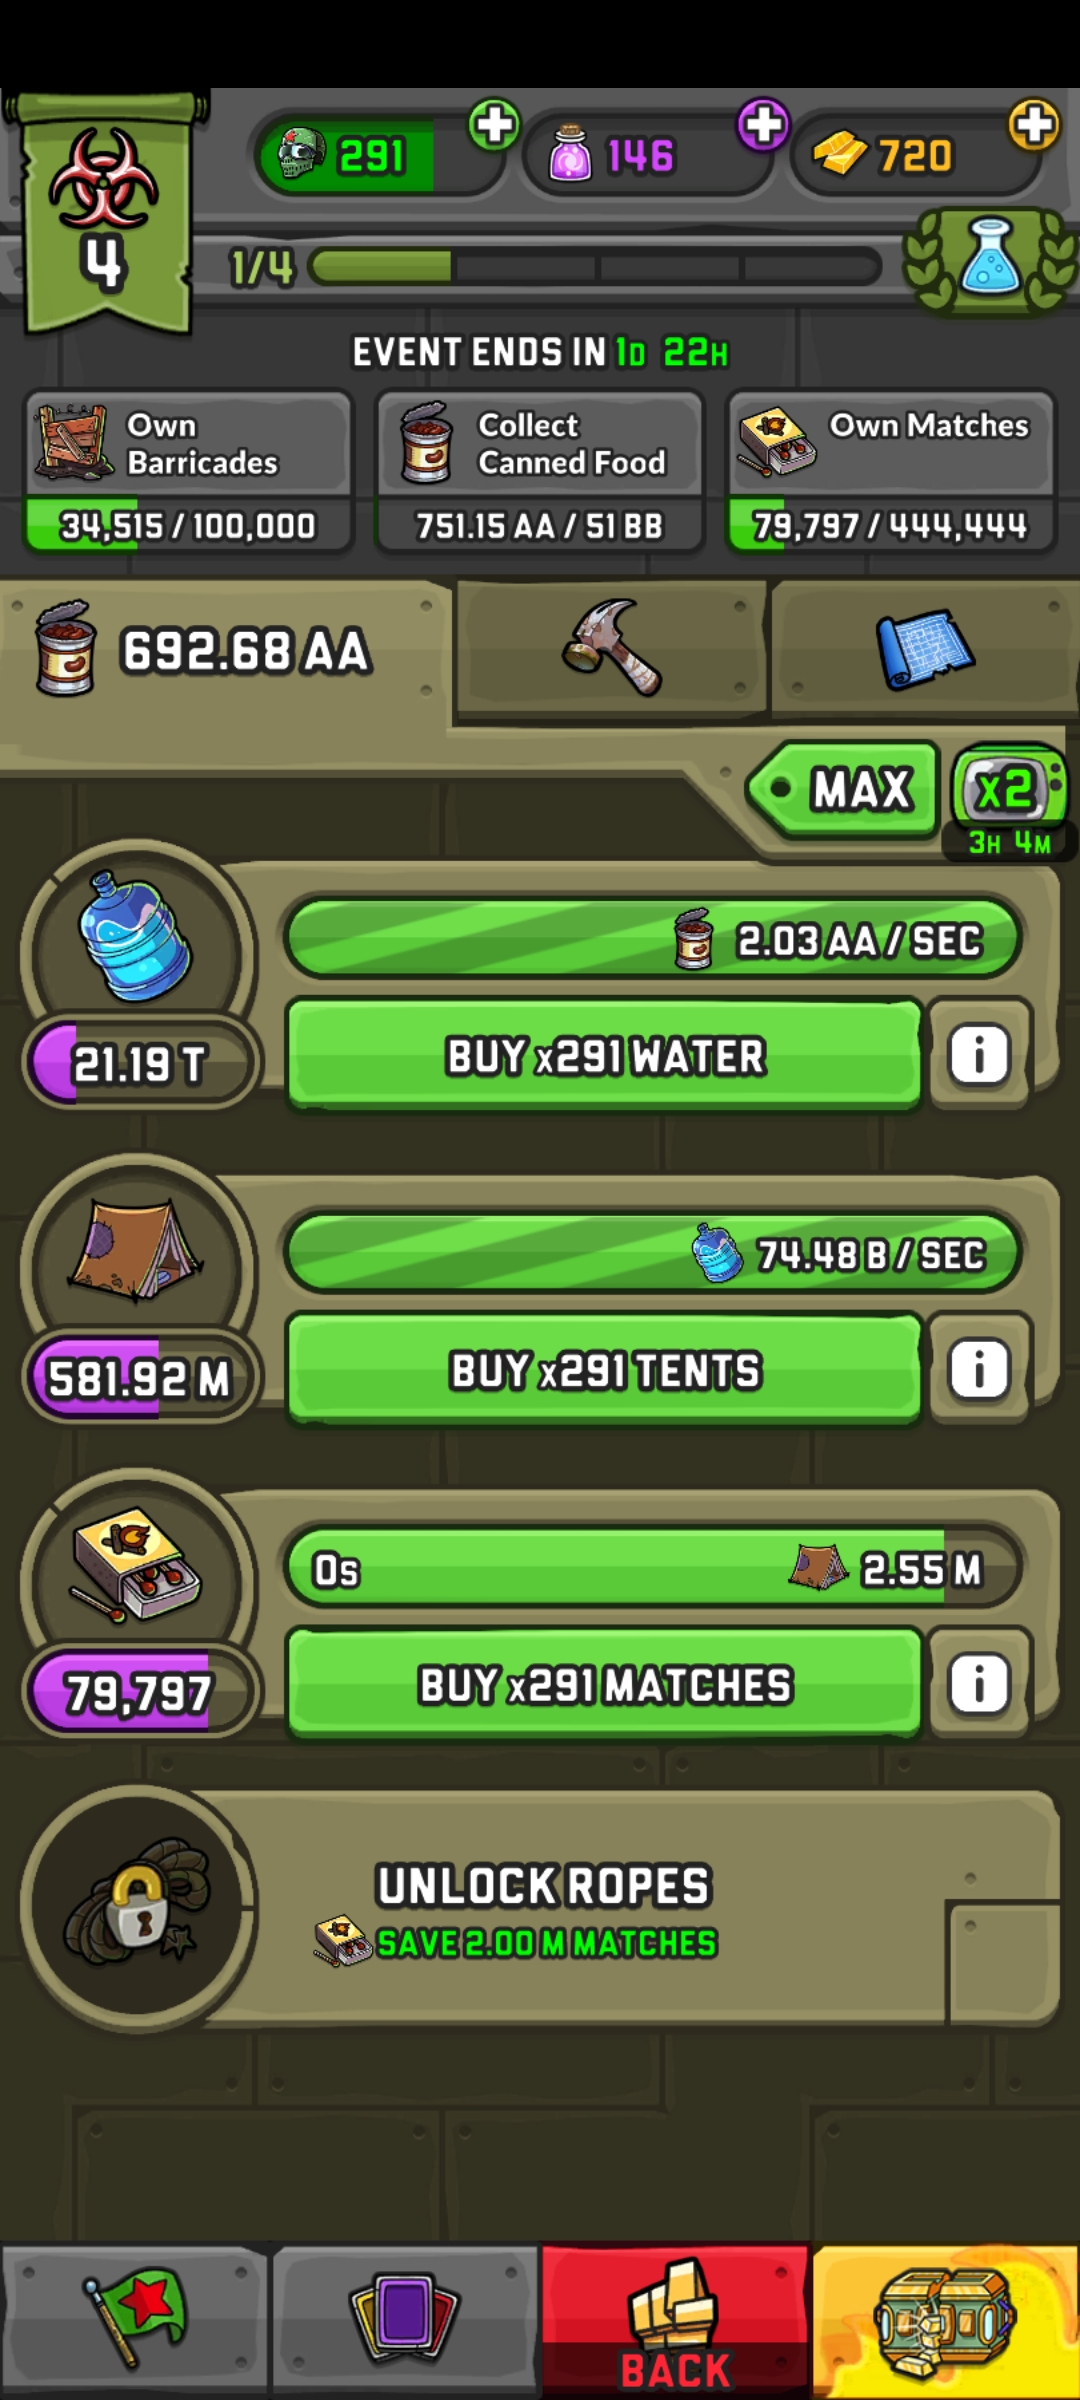 291
146
720
4
1/4
EVENT ENDS IN 1D 22H
Own
Barricades
34,515 / 100,000
Collect
Canned Food
751.15 AA / 51 BB
Own Matches
79,797 / 444,444
692.68 AA
MAX
x2
3H 4M
2.03 AA / SEC
21.19 T
BUY x291 WATER
i
74.48 B / SEC
581.92 M
BUY x291 TENTS
i
0s
2.55 M
79,797
BUY x291 MATCHES
i
UNLOCK ROPES
SAVE 2.00 M MATCHES
BACK